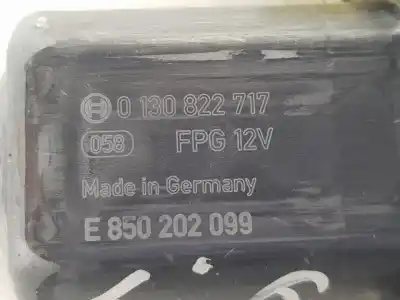 0 130 822 717
058 FPG 12V
Made in Germany
E 850 202 099